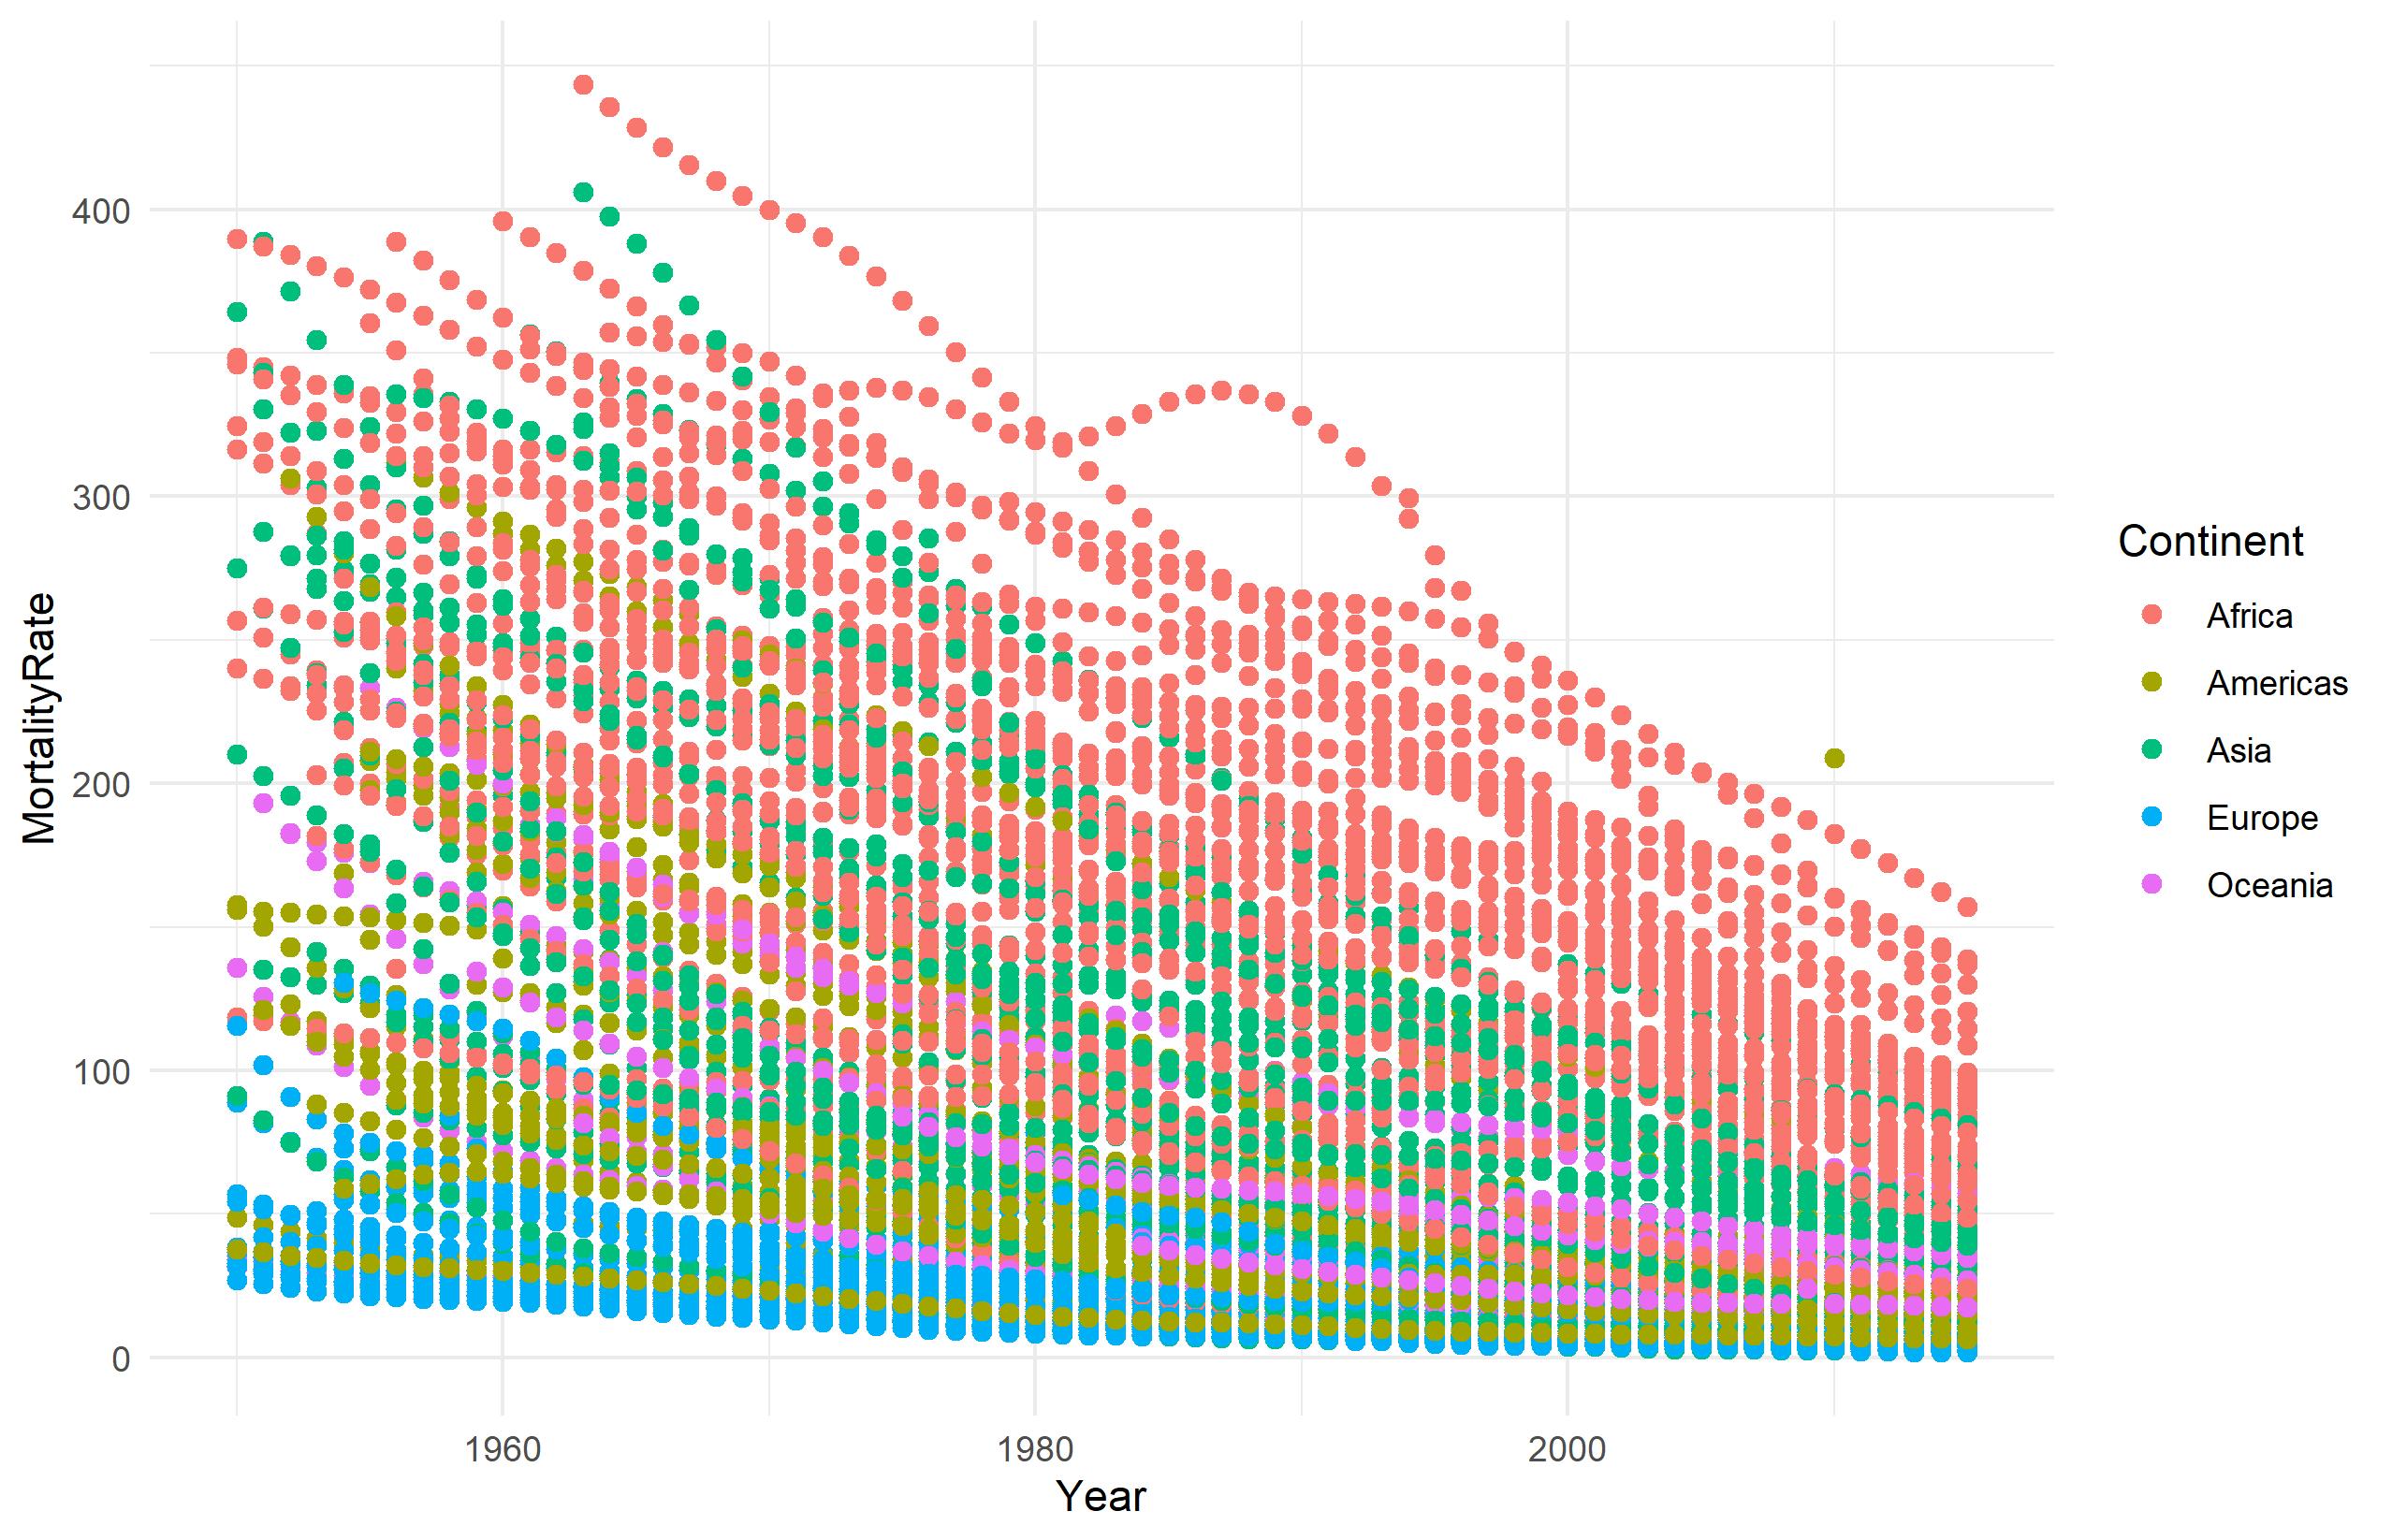 400
300
200
100
0
MortalityRate
1960
1980
2000
Year
Continent
Africa
Americas
Asia
Europe
Oceania